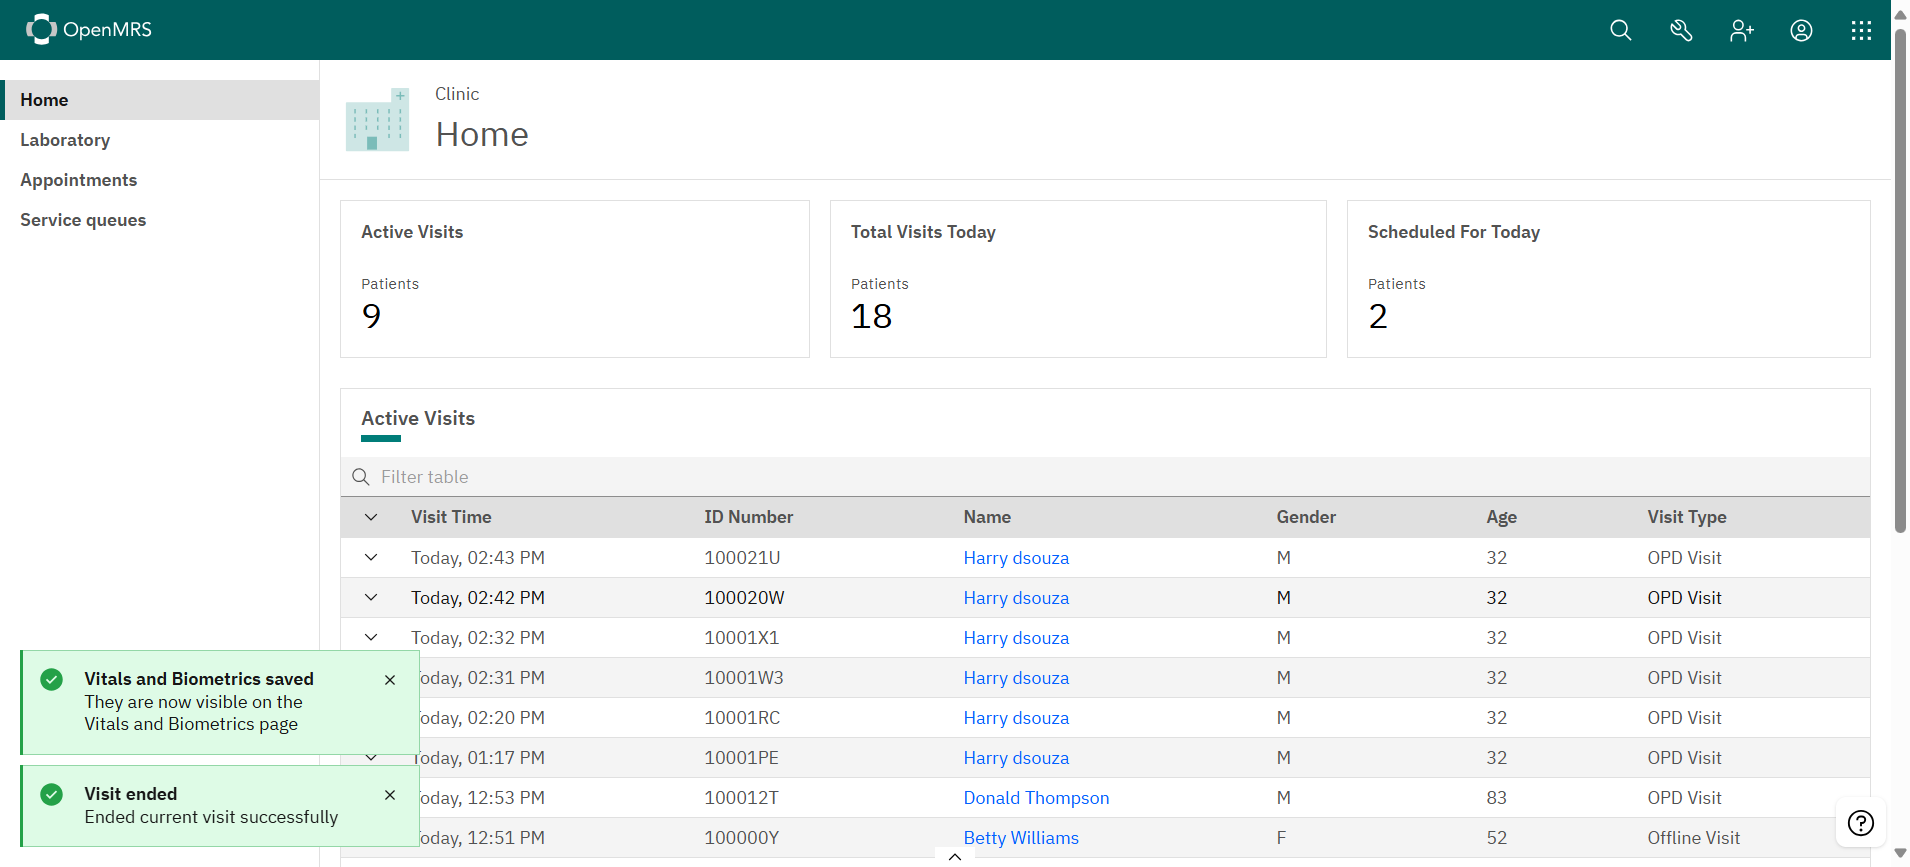 OpenMRS
Home
Laboratory
Appointments
Service queues
Clinic
Home
Active Visits
Patients
9
Total Visits Today
Patients
18
Scheduled For Today
Patients
2
Active Visits
Filter table
Visit Time ID Number Name Gender Age Visit Type
Today, 02:43 PM 100021U Harry dsouza M 32 OPD Visit
Today, 02:42 PM 100020W Harry dsouza M 32 OPD Visit
Today, 02:32 PM 10001X1 Harry dsouza M 32 OPD Visit
Today, 02:31 PM 10001W3 Harry dsouza M 32 OPD Visit
Today, 02:20 PM 10001RC Harry dsouza M 32 OPD Visit
Today, 01:17 PM 10001PE Harry dsouza M 32 OPD Visit
Today, 12:53 PM 100012T Donald Thompson M 83 OPD Visit
Today, 12:51 PM 100000Y Betty Williams F 52 Offline Visit
Vitals and Biometrics saved
They are now visible on the
Vitals and Biometrics page
Visit ended
Ended current visit successfully